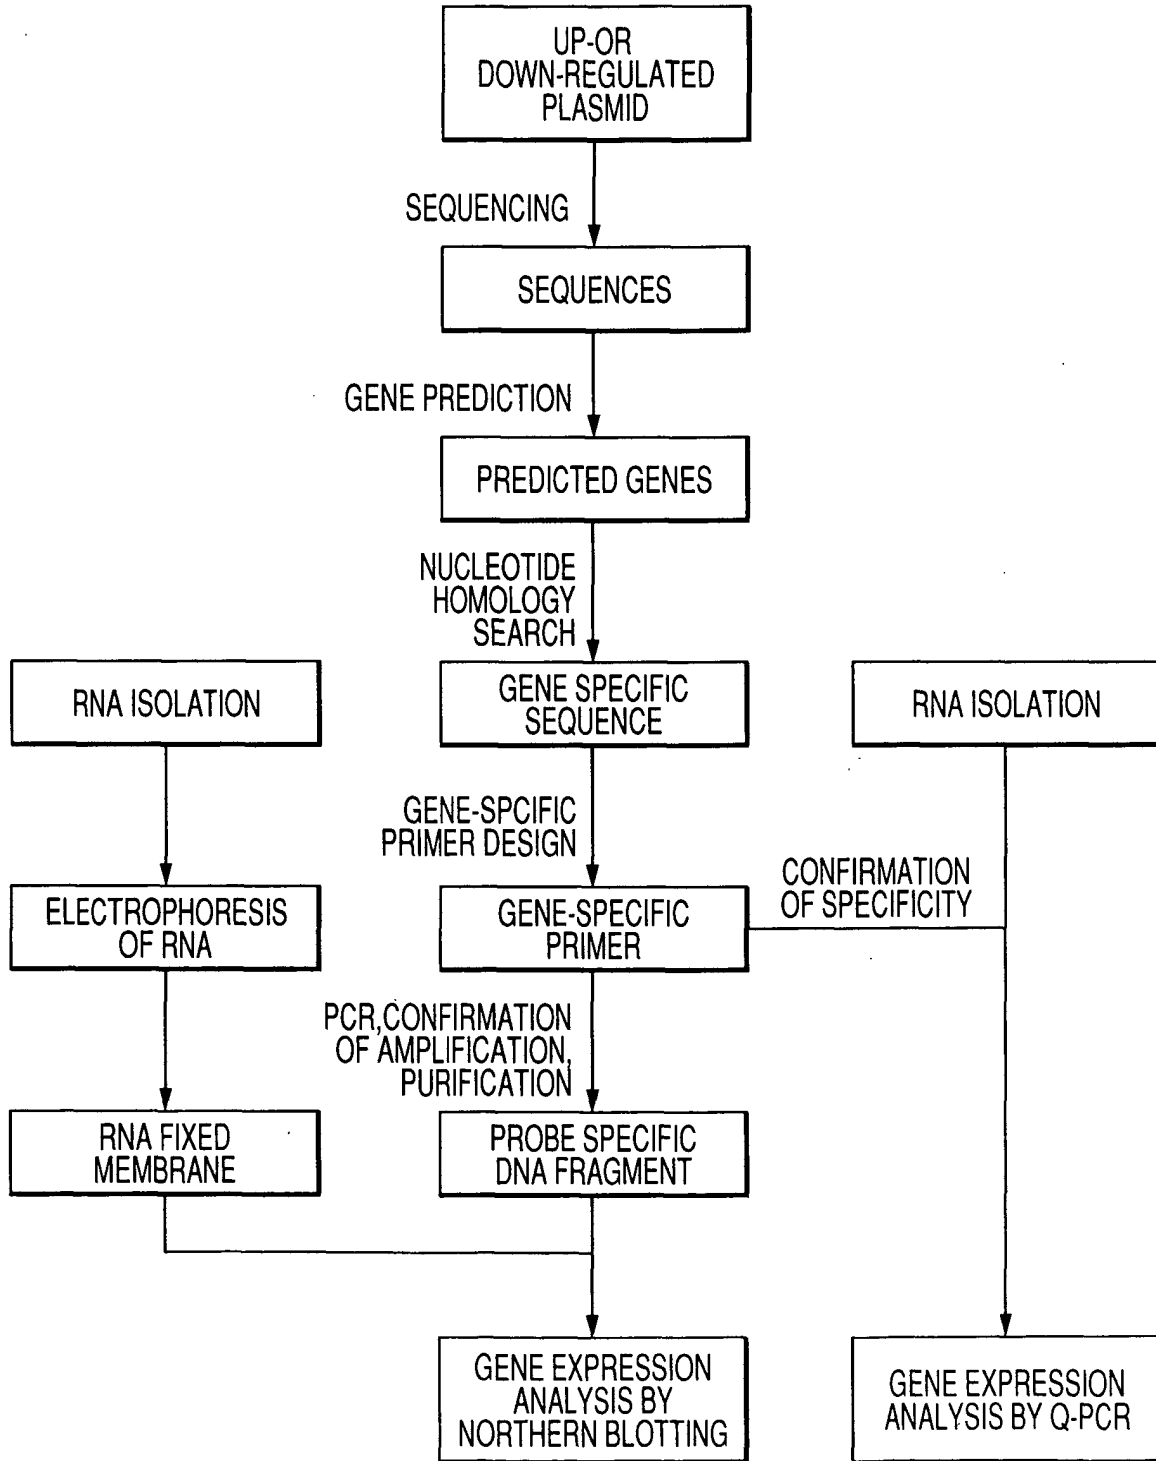 UP-OR
DOWN-REGULATED
PLASMID
SEQUENCING
SEQUENCES
GENE PREDICTION
PREDICTED GENES
NUCLEOTIDE
HOMOLOGY
SEARCH
RNA ISOLATION
GENE SPECIFIC
SEQUENCE
RNA ISOLATION
GENE-SPCIFIC
PRIMER DESIGN
CONFIRMATION
OF SPECIFICITY
ELECTROPHORESIS
OF RNA
GENE-SPECIFIC
PRIMER
PCR,CONFIRMATION
OF AMPLIFICATION,
PURIFICATION
RNA FIXED
MEMBRANE
PROBE SPECIFIC
DNA FRAGMENT
GENE EXPRESSION
ANALYSIS BY
NORTHERN BLOTTING
GENE EXPRESSION
ANALYSIS BY Q-PCR